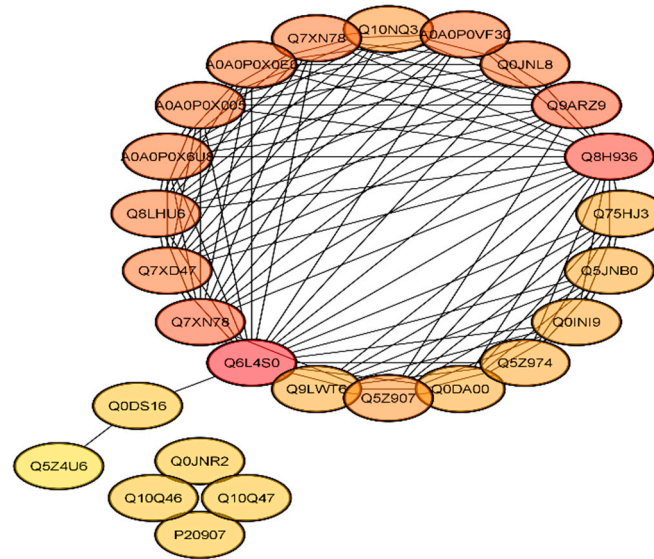 Q10NQ3
Q7XN78
A0A0P0VF30
A0A0P0X0E8
Q0JNL8
A0A0P0X005
Q9ARZ9
A0A0P0X6U8
Q8H936
Q8LHU6
Q75HJ3
Q7XD47
Q5JNB0
Q7XN78
Q0INI9
Q6L4S0
Q5Z974
Q9LWT6
Q0DA00
Q5Z907
Q0DS16
Q5Z4U6
Q0JNR2
Q10Q46
Q10Q47
P20907